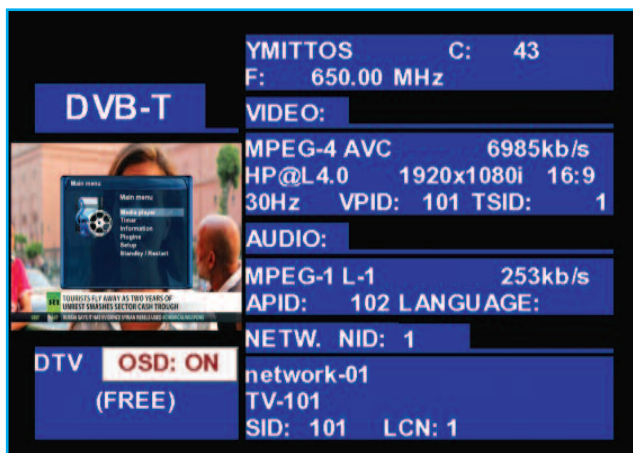 DVB-T
Main menu
Main menu
Media player
Timer
Information
Plugins
Setup
Standby / Restart
RT
TOURISTS FLY AWAY AS TWO YEARS OF
UNREST SMASHES SECTOR CASH TROUGH
DTV OSD: ON
(FREE)
YMITTOS C: 43
F: 650.00 MHz
VIDEO:
MPEG-4 AVC 6985kb/s
HP@L4.0 1920x1080i 16:9
30Hz VPID: 101 TSID: 1
AUDIO:
MPEG-1 L-1 253kb/s
APID: 102 LANGUAGE:
NETW. NID: 1
network-01
TV-101
SID: 101 LCN: 1